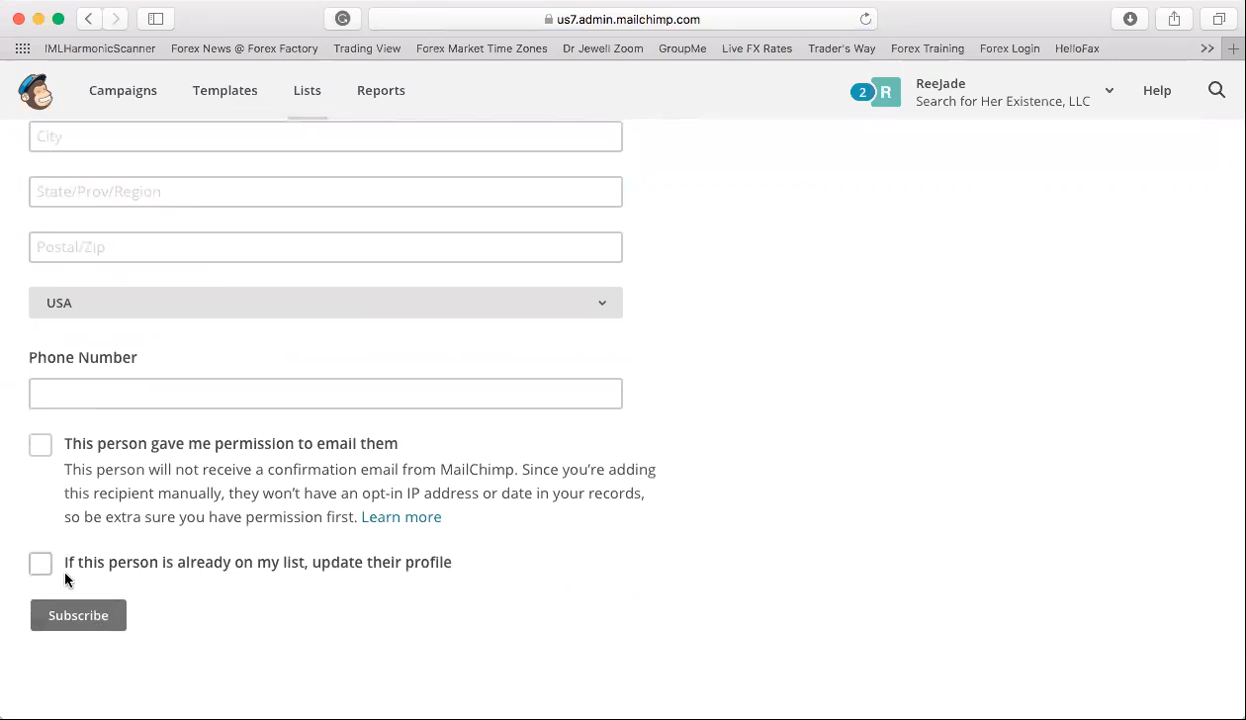 us7.admin.mailchimp.com
IMLHarmonicScanner Forex News @ Forex Factory Trading View Forex Market Time Zones Dr Jewell Zoom GroupMe Live FX Rates Trader's Way Forex Training Forex Login HelloFax >> +
Campaigns Templates Lists Reports 2 R ReeJade Help
Search for Her Existence, LLC
City
State/Prov/Region
Postal/Zip
USA
Phone Number
This person gave me permission to email them
This person will not receive a confirmation email from MailChimp. Since you're adding
this recipient manually, they won't have an opt-in IP address or date in your records,
so be extra sure you have permission first. Learn more
If this person is already on my list, update their profile
Subscribe